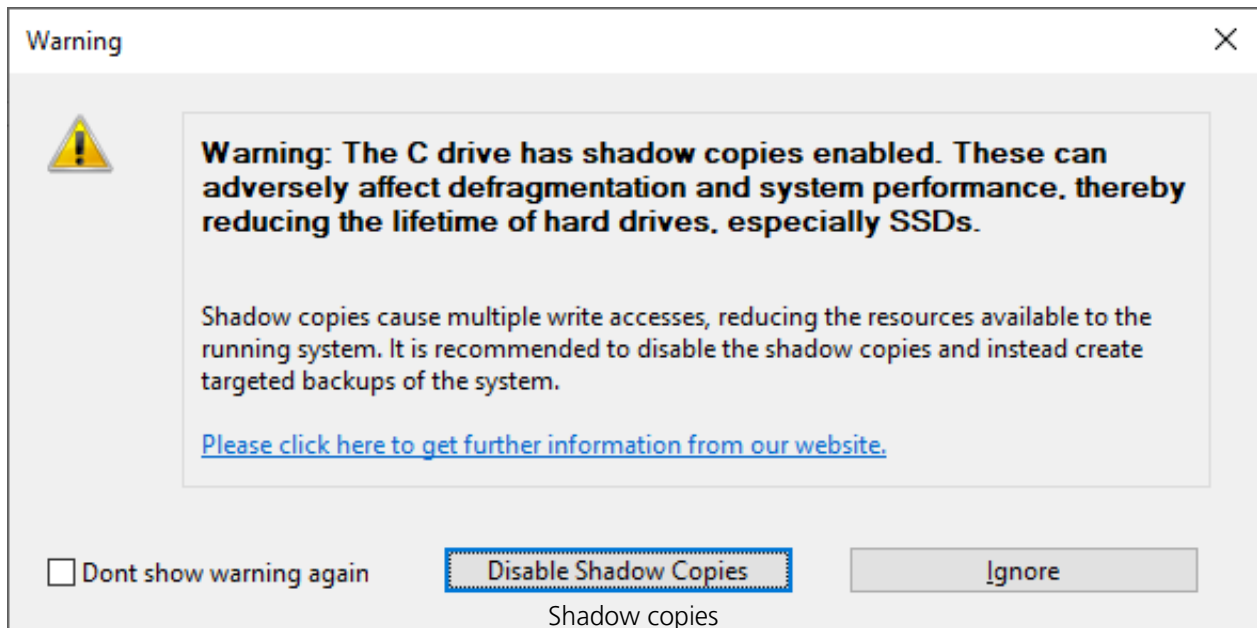 Warning
Warning: The C drive has shadow copies enabled. These can
adversely affect defragmentation and system performance, thereby
reducing the lifetime of hard drives, especially SSDs.
Shadow copies cause multiple write accesses, reducing the resources available to the
running system. It is recommended to disable the shadow copies and instead create
targeted backups of the system.
Please click here to get further information from our website.
Dont show warning again
Disable Shadow Copies
Ignore
Shadow copies